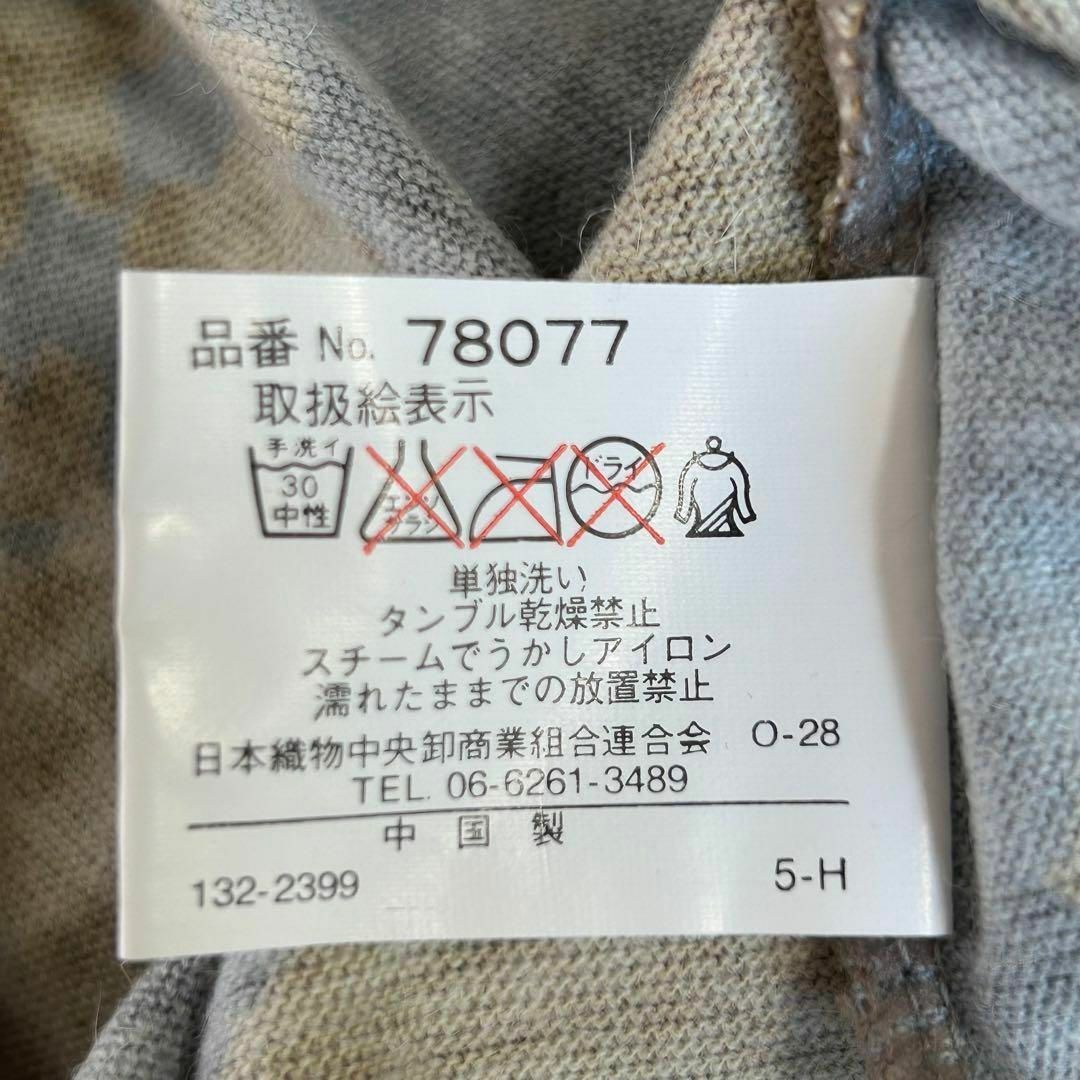 品番 No. 78077
取扱絵表示
手洗イ
30
中性
エンソ
サラシ
ドライ
単独洗い
タンブル乾燥禁止
スチームでうかしアイロン
濡れたままでの放置禁止
日本織物中央卸商業組合連合会 O-28
TEL. 06-6261-3489
中国製
132-2399 5-H